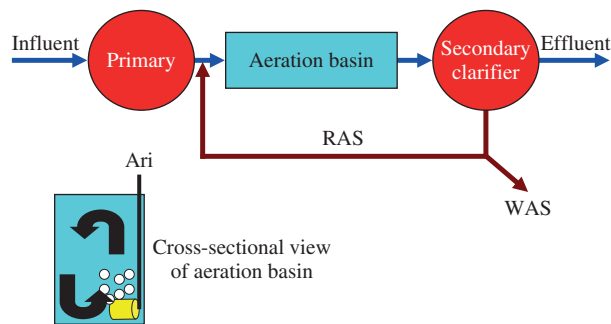 Influent
Primary
Aeration basin
Secondary
clarifier
Effluent
RAS
WAS
Ari
Cross-sectional view
of aeration basin